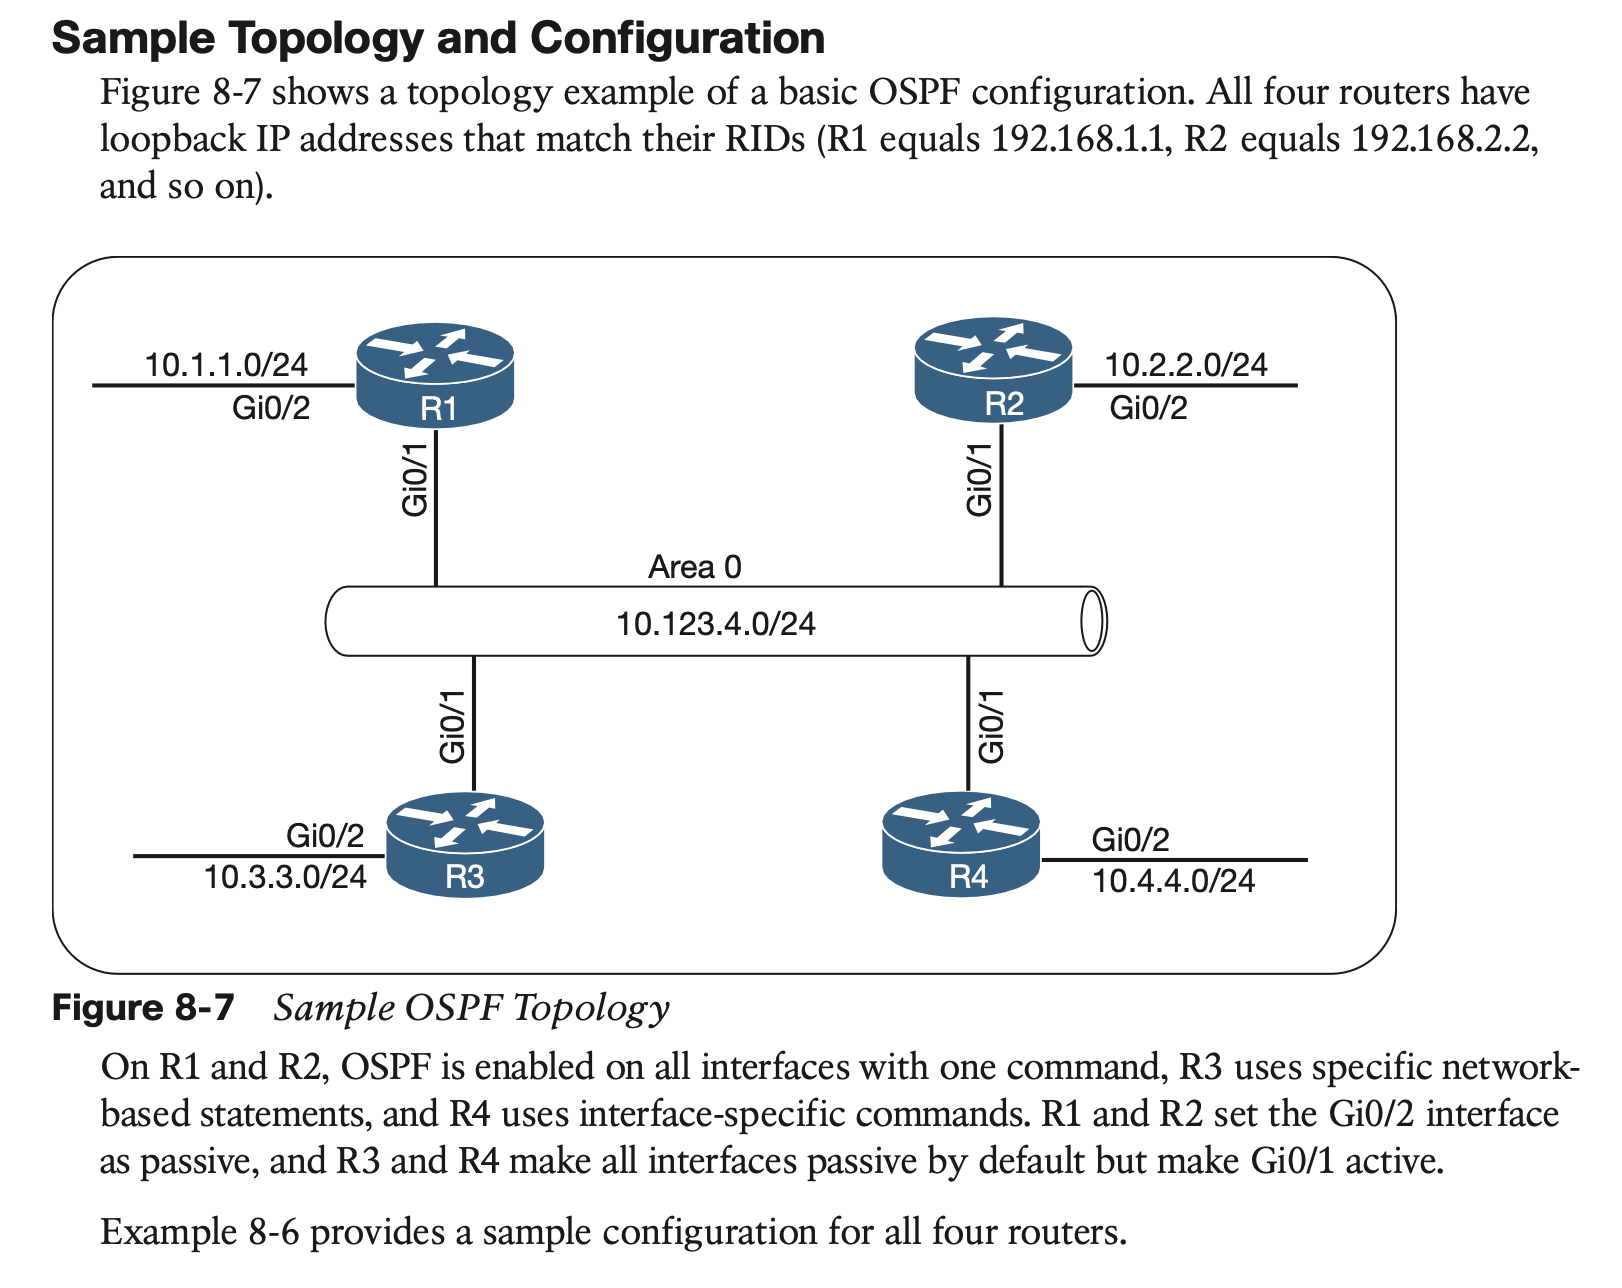 Sample Topology and Configuration
Figure 8-7 shows a topology example of a basic OSPF configuration. All four routers have
loopback IP addresses that match their RIDs (R1 equals 192.168.1.1, R2 equals 192.168.2.2,
and so on).
10.1.1.0/24
Gi0/2
R1
Gi0/1
R2
10.2.2.0/24
Gi0/2
Gi0/1
Area 0
10.123.4.0/24
Gi0/1
Gi0/1
Gi0/2
10.3.3.0/24
R3
R4
Gi0/2
10.4.4.0/24
Figure 8-7 Sample OSPF Topology
On R1 and R2, OSPF is enabled on all interfaces with one command, R3 uses specific network-
based statements, and R4 uses interface-specific commands. R1 and R2 set the Gi0/2 interface
as passive, and R3 and R4 make all interfaces passive by default but make Gi0/1 active.
Example 8-6 provides a sample configuration for all four routers.